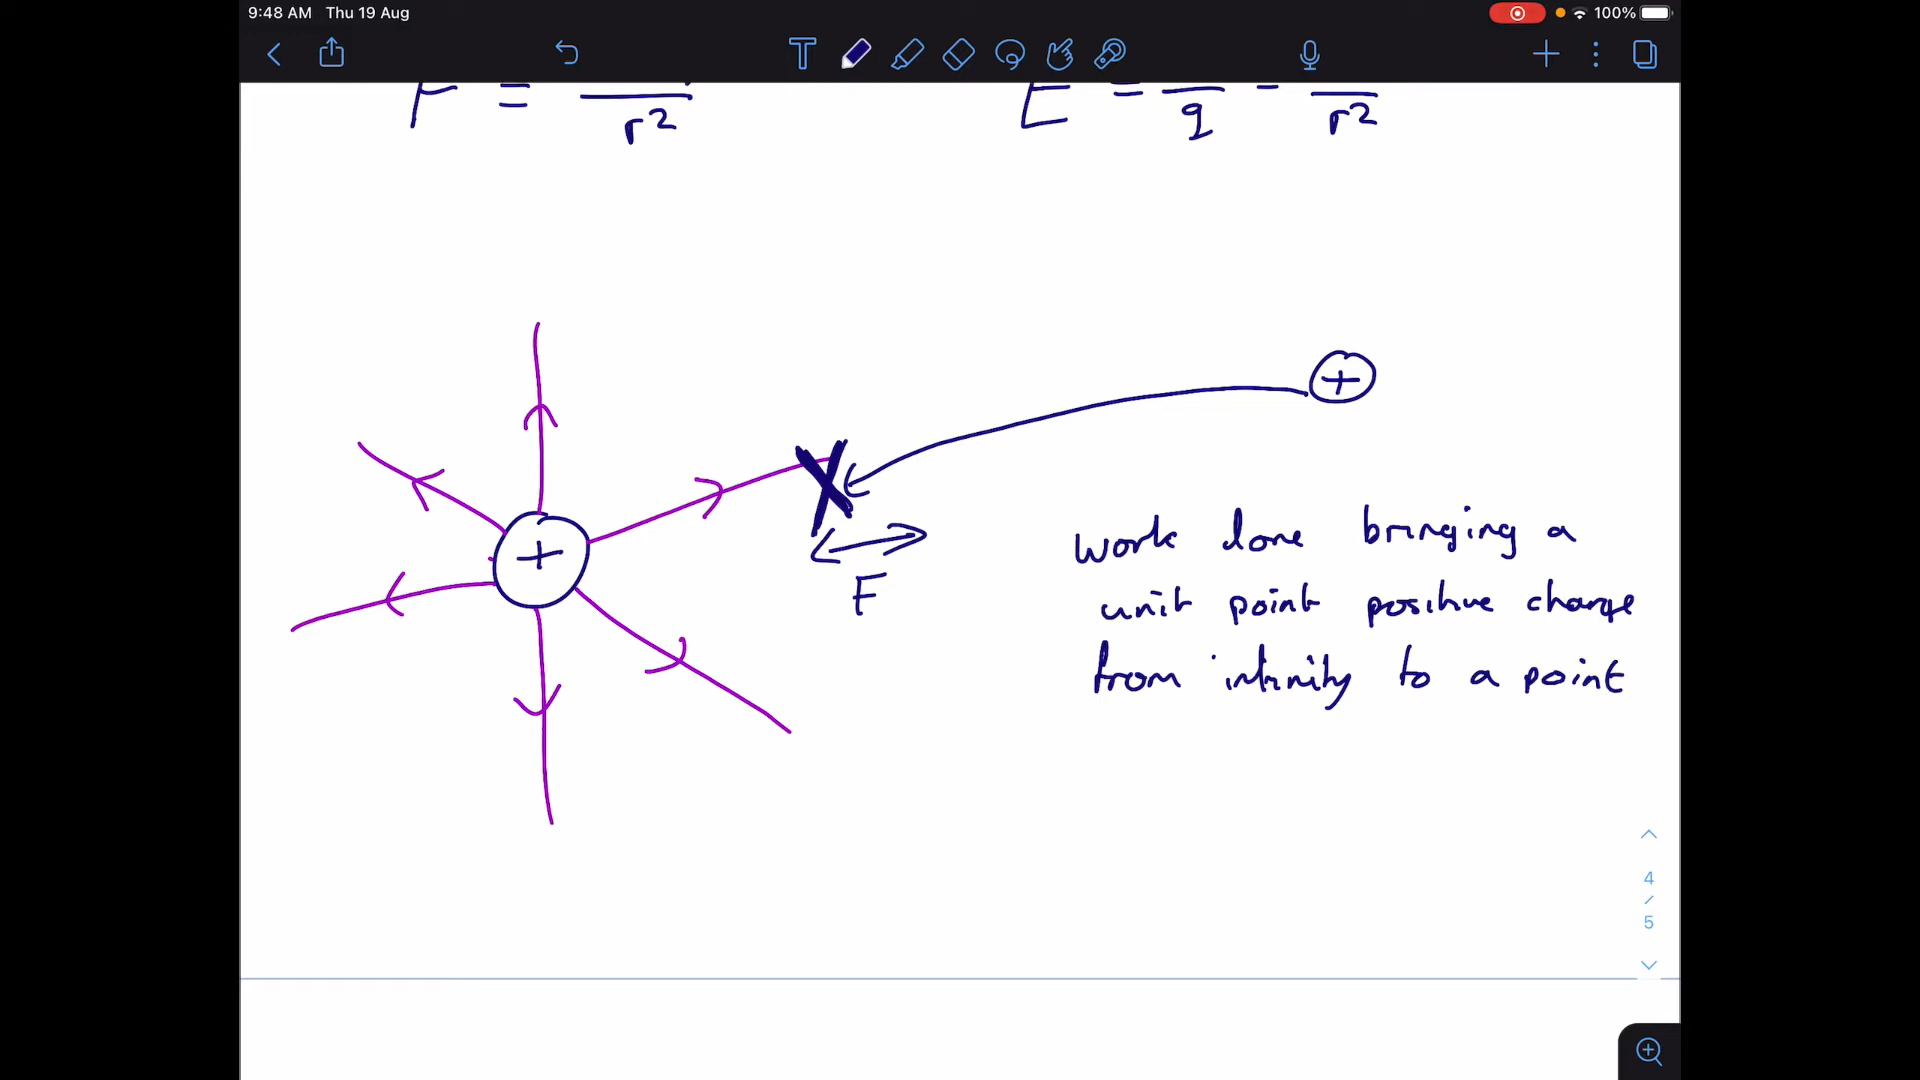 9:48 AM Thu 19 Aug
100%
T
F = r²
E = q - r²
+
+
F
work done bringing a
unit point positive charge
from infinity to a point
4
/
5